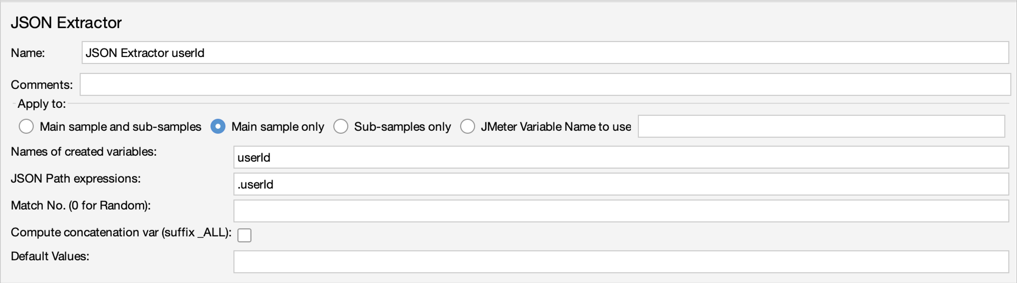 JSON Extractor
Name: JSON Extractor userId
Comments:
Apply to:
Main sample and sub-samples Main sample only Sub-samples only JMeter Variable Name to use
Names of created variables: userId
JSON Path expressions: .userId
Match No. (0 for Random):
Compute concatenation var (suffix _ALL):
Default Values: